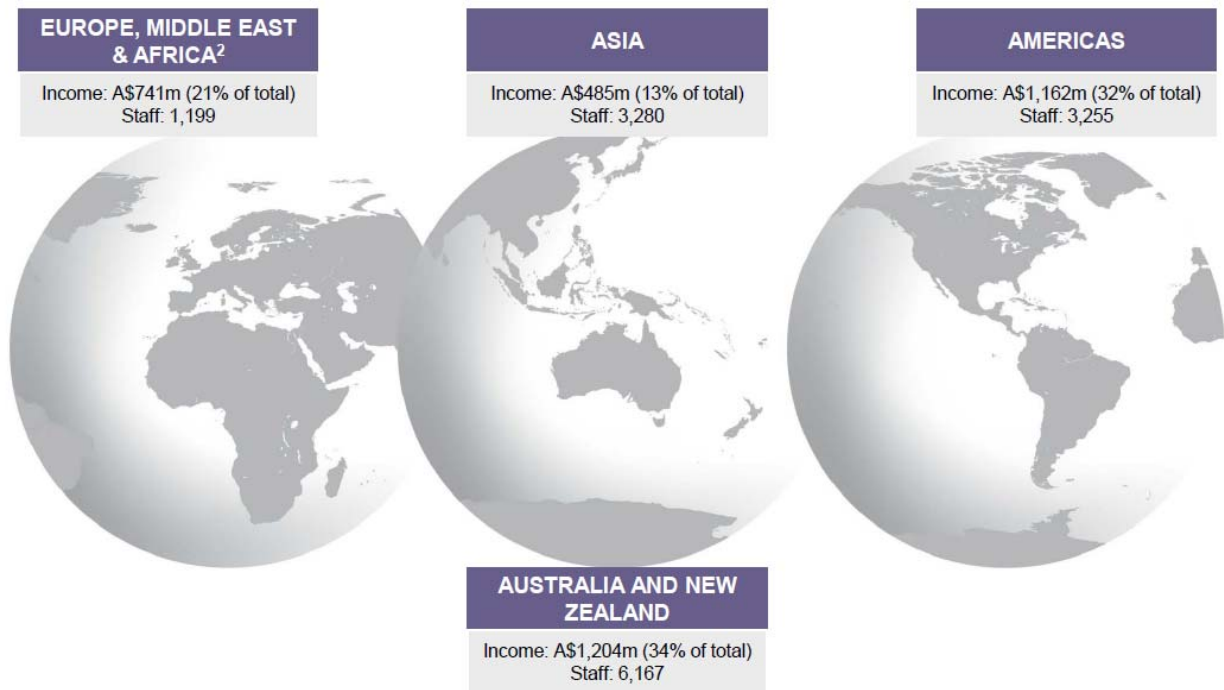 EUROPE, MIDDLE EAST
& AFRICA²
Income: A$741m (21% of total)
Staff: 1,199
ASIA
Income: A$485m (13% of total)
Staff: 3,280
AMERICAS
Income: A$1,162m (32% of total)
Staff: 3,255
AUSTRALIA AND NEW
ZEALAND
Income: A$1,204m (34% of total)
Staff: 6,167